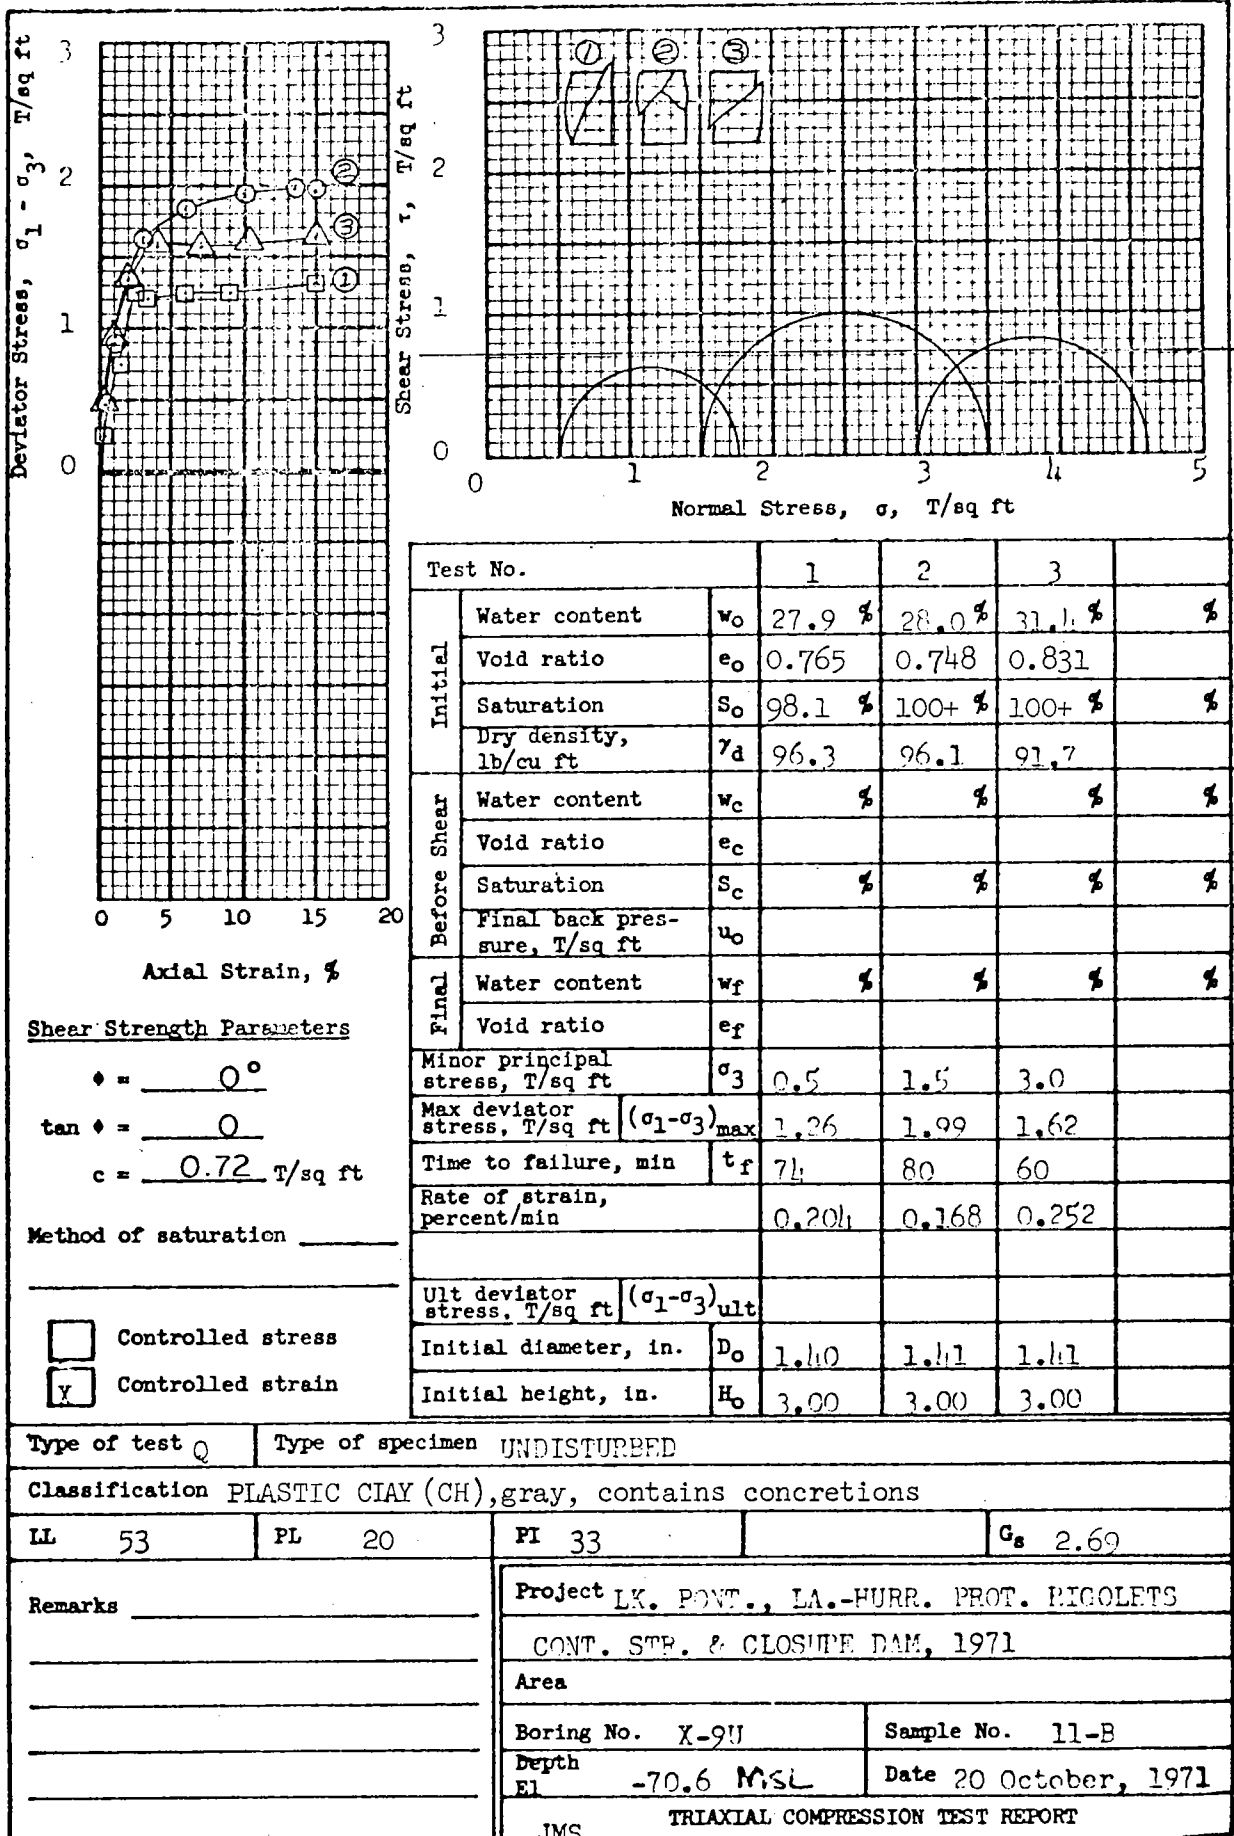 Deviator Stress, σ1 - σ3, T/sq ft
3
2
1
0
② ③ ①
0 5 10 15 20
Axial Strain, %
Shear Stress, τ, T/sq ft
3
2
1
0
① ② ③
0 1 2 3 4 5
Normal Stress, σ, T/sq ft
Shear Strength Parameters
φ = 0°
tan φ = 0
c = 0.72 T/sq ft
Method of saturation
Controlled stress
X Controlled strain
Test No. 1 2 3
Initial
Water content wo 27.9 % 28.0 % 31.4 % %
Void ratio eo 0.765 0.748 0.831
Saturation So 98.1 % 100+ % 100+ % %
Dry density, lb/cu ft γd 96.3 96.1 91.7
Before Shear
Water content wc % % % %
Void ratio ec
Saturation Sc % % % %
Final back pres-
sure, T/sq ft uo
Final
Water content wf % % % %
Void ratio ef
Minor principal
stress, T/sq ft σ3 0.5 1.5 3.0
Max deviator
stress, T/sq ft (σ1-σ3)max 1.26 1.99 1.62
Time to failure, min tf 74 80 60
Rate of strain,
percent/min 0.204 0.168 0.252
Ult deviator
stress, T/sq ft (σ1-σ3)ult
Initial diameter, in. Do 1.40 1.41 1.41
Initial height, in. Ho 3.00 3.00 3.00
Type of test Q Type of specimen UNDISTURBED
Classification PLASTIC CLAY (CH), gray, contains concretions
LL 53 PL 20 PI 33 Gs 2.69
Remarks
Project LK. PONT., LA.-HURR. PROT. RIGOLETS
CONT. STR. & CLOSURE DAM, 1971
Area
Boring No. X-9U Sample No. 11-B
Depth
El -70.6 MSL Date 20 October, 1971
JMS TRIAXIAL COMPRESSION TEST REPORT